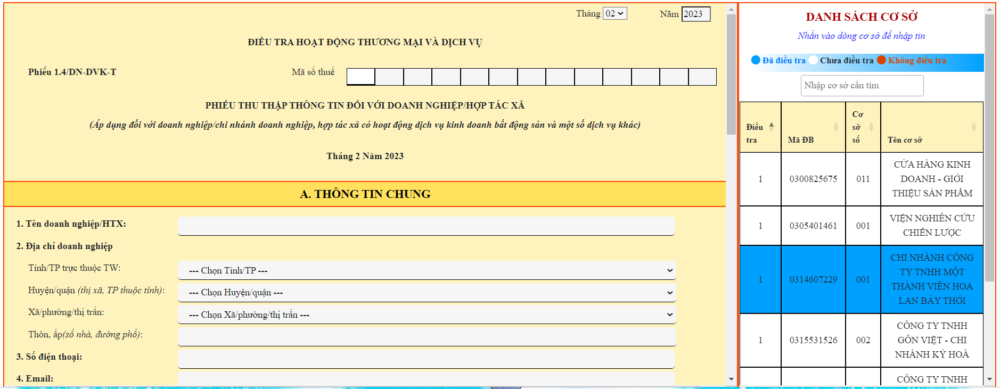 Tháng 02 Năm 2023
ĐIỀU TRA HOẠT ĐỘNG THƯƠNG MẠI VÀ DỊCH VỤ
Phiếu 1.4/DN-DVK-T Mã số thuế
PHIẾU THU THẬP THÔNG TIN ĐỐI VỚI DOANH NGHIỆP/HỢP TÁC XÃ
(Áp dụng đối với doanh nghiệp/chi nhánh doanh nghiệp, hợp tác xã có hoạt động dịch vụ kinh doanh bất động sản và một số dịch vụ khác)
Tháng 2 Năm 2023
A. THÔNG TIN CHUNG
1. Tên doanh nghiệp/HTX:
2. Địa chỉ doanh nghiệp
Tỉnh/TP trực thuộc TW: --- Chọn Tỉnh/TP ---
Huyện/quận (thị xã, TP thuộc tỉnh): --- Chọn Huyện/quận ---
Xã/phường/thị trấn: --- Chọn Xã/phường/thị trấn ---
Thôn, ấp(số nhà, đường phố):
3. Số điện thoại:
4. Email:
DANH SÁCH CƠ SỞ
Nhấn vào dòng cơ sở để nhập tin
Đã điều tra Chưa điều tra Không điều tra
Nhập cơ sở cần tìm
Điều tra Mã ĐB Cơ sở số Tên cơ sở
1 0300825675 011 CỬA HÀNG KINH
DOANH - GIỚI
THIỆU SẢN PHẨM
1 0305401461 001 VIỆN NGHIÊN CỨU
CHIẾN LƯỢC
1 0314607229 001 CHI NHÁNH CÔNG
TY TNHH MỘT
THÀNH VIÊN HOA
LAN BẢY THỚI
1 0315531526 002 CÔNG TY TNHH
GÔN VIỆT - CHI
NHÁNH KỲ HOÀ
CÔNG TY TNHH